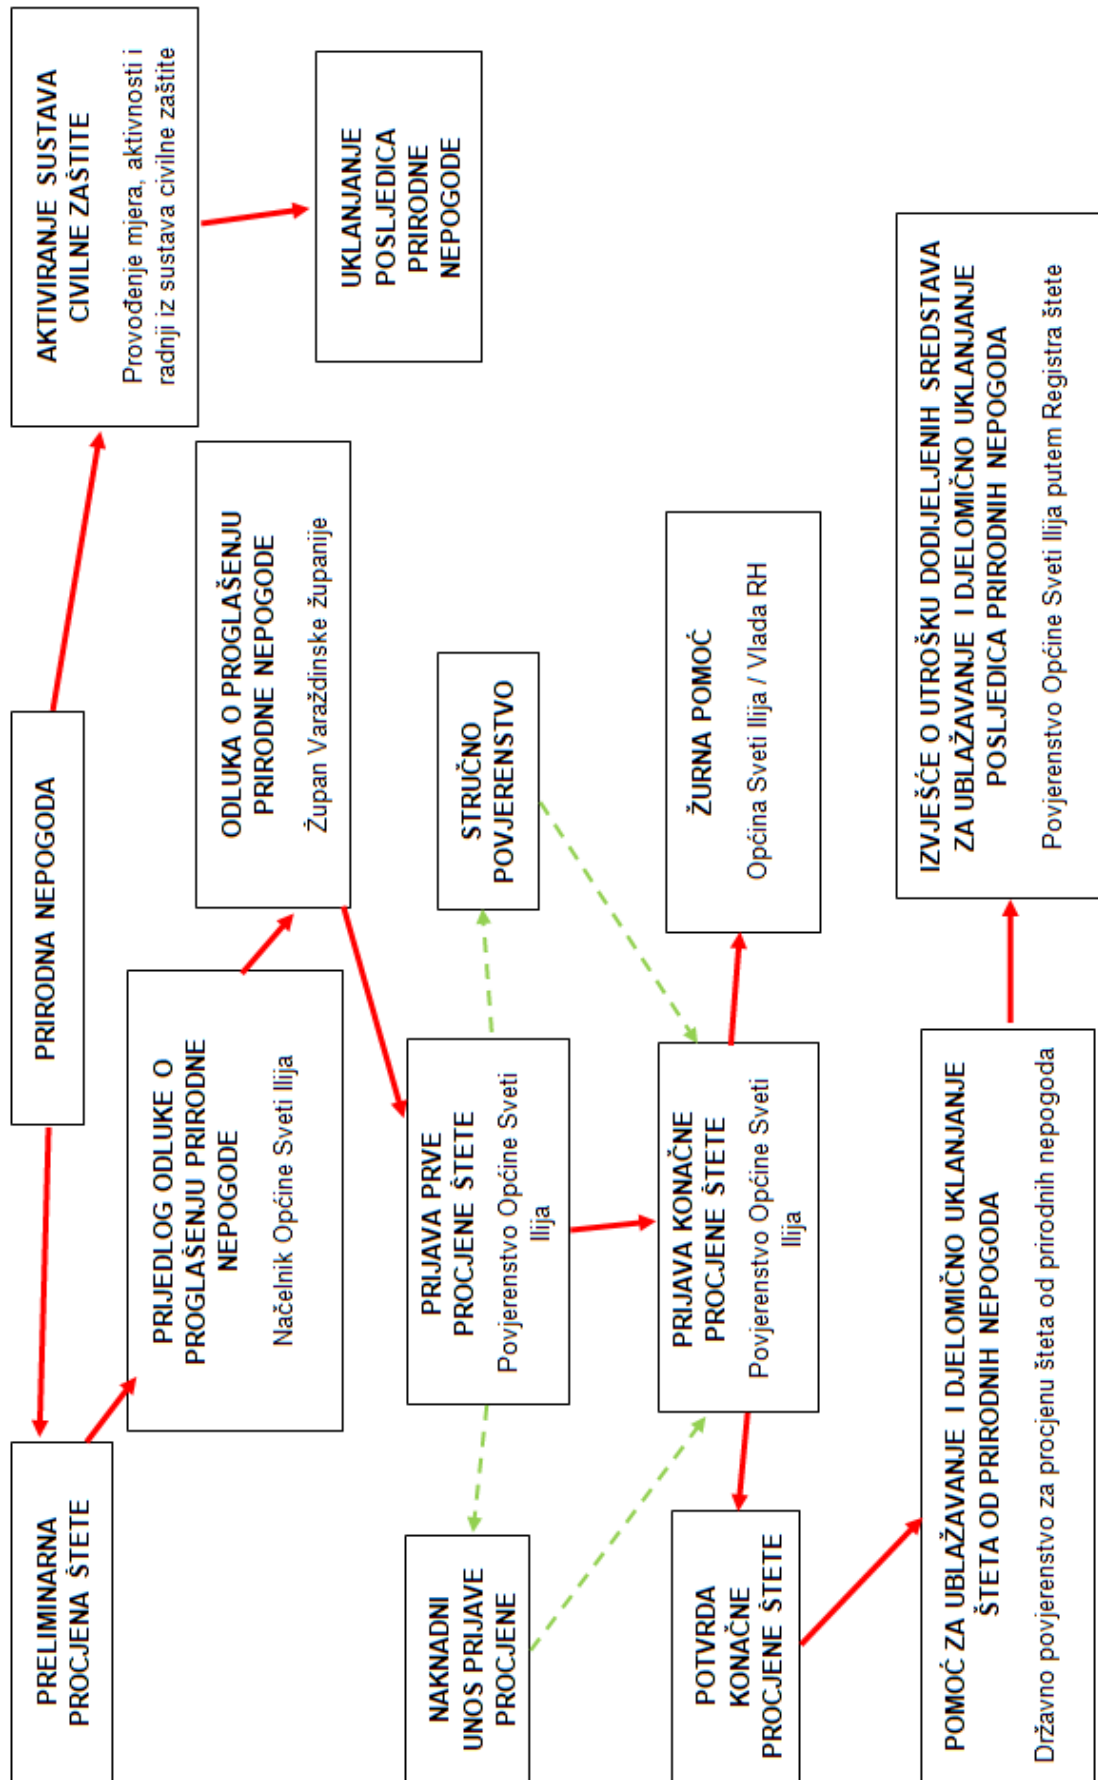 PRIRODNA NEPOGODA
PRELIMINARNA
PROCJENA ŠTETE
AKTIVIRANJE SUSTAVA
CIVILNE ZAŠTITE
Provođenje mjera, aktivnosti i
radnji iz sustava civilne zaštite
PRIJEDLOG ODLUKE O
PROGLAŠENJU PRIRODNE
NEPOGODE
Načelnik Općine Sveti Ilija
ODLUKA O PROGLAŠENJU
PRIRODNE NEPOGODE
Župan Varaždinske županije
UKLANJANJE
POSLJEDICA
PRIRODNE
NEPOGODE
NAKNADNI
UNOS PRIJAVE
PROCJENE
PRIJAVA PRVE
PROCJENE ŠTETE
Povjerenstvo Općine Sveti
Ilija
STRUČNO
POVJERENSTVO
POTVRDA
KONAČNE
PROCJENE ŠTETE
PRIJAVA KONAČNE
PROCJENE ŠTETE
Povjerenstvo Općine Sveti
Ilija
ŽURNA POMOĆ
Općina Sveti Ilija / Vlada RH
POMOĆ ZA UBLAŽAVANJE I DJELOMIČNO UKLANJANJE
ŠTETA OD PRIRODNIH NEPOGODA
Državno povjerenstvo za procjenu šteta od prirodnih nepogoda
IZVJEŠĆE O UTROŠKU DODIJELJENIH SREDSTAVA
ZA UBLAŽAVANJE I DJELOMIČNO UKLANJANJE
POSLJEDICA PRIRODNIH NEPOGODA
Povjerenstvo Općine Sveti Ilija putem Registra štete